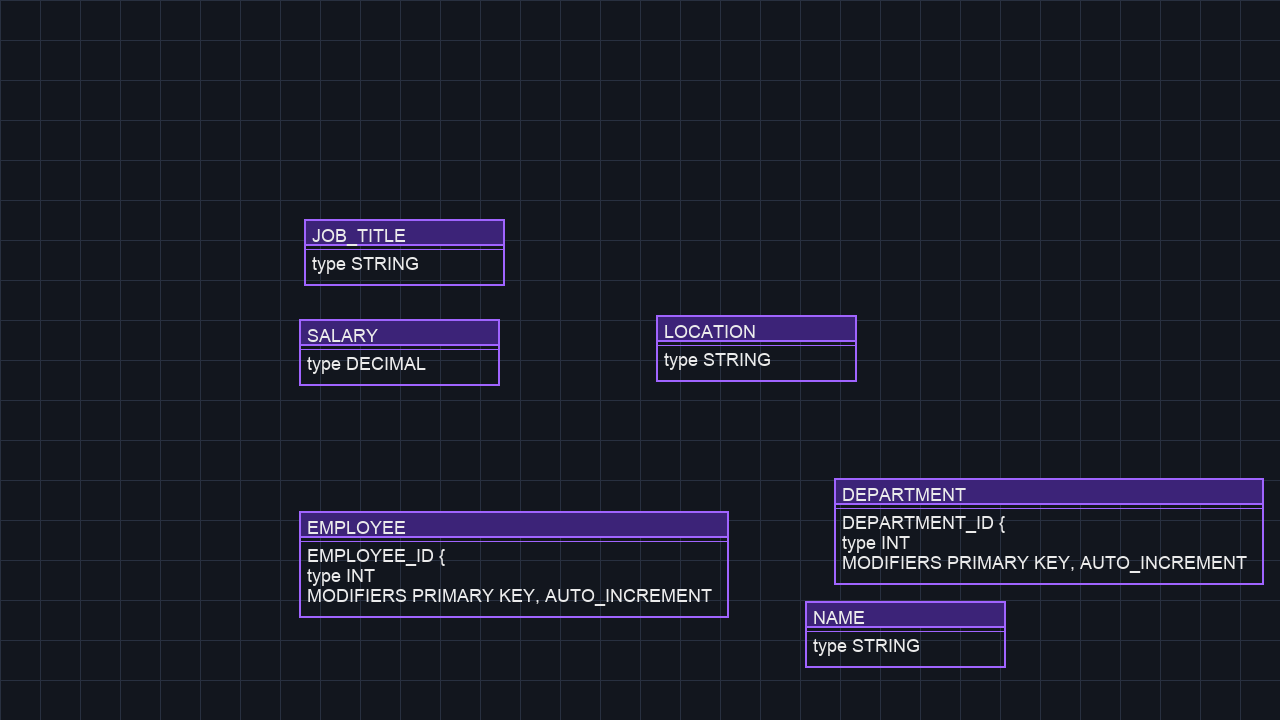 JOB_TITLE
type STRING
SALARY
type DECIMAL
LOCATION
type STRING
EMPLOYEE
EMPLOYEE_ID {
type INT
MODIFIERS PRIMARY KEY, AUTO_INCREMENT
DEPARTMENT
DEPARTMENT_ID {
type INT
MODIFIERS PRIMARY KEY, AUTO_INCREMENT
NAME
type STRING